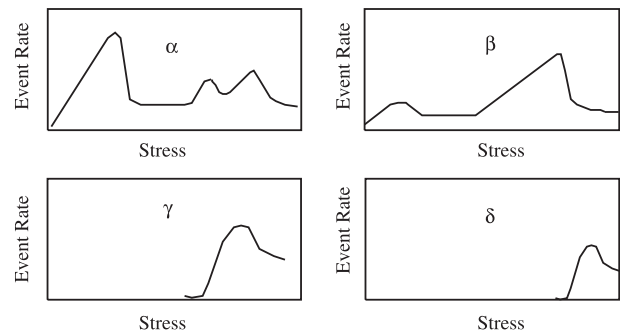 Event Rate
α
Stress
Event Rate
β
Stress
Event Rate
γ
Stress
Event Rate
δ
Stress